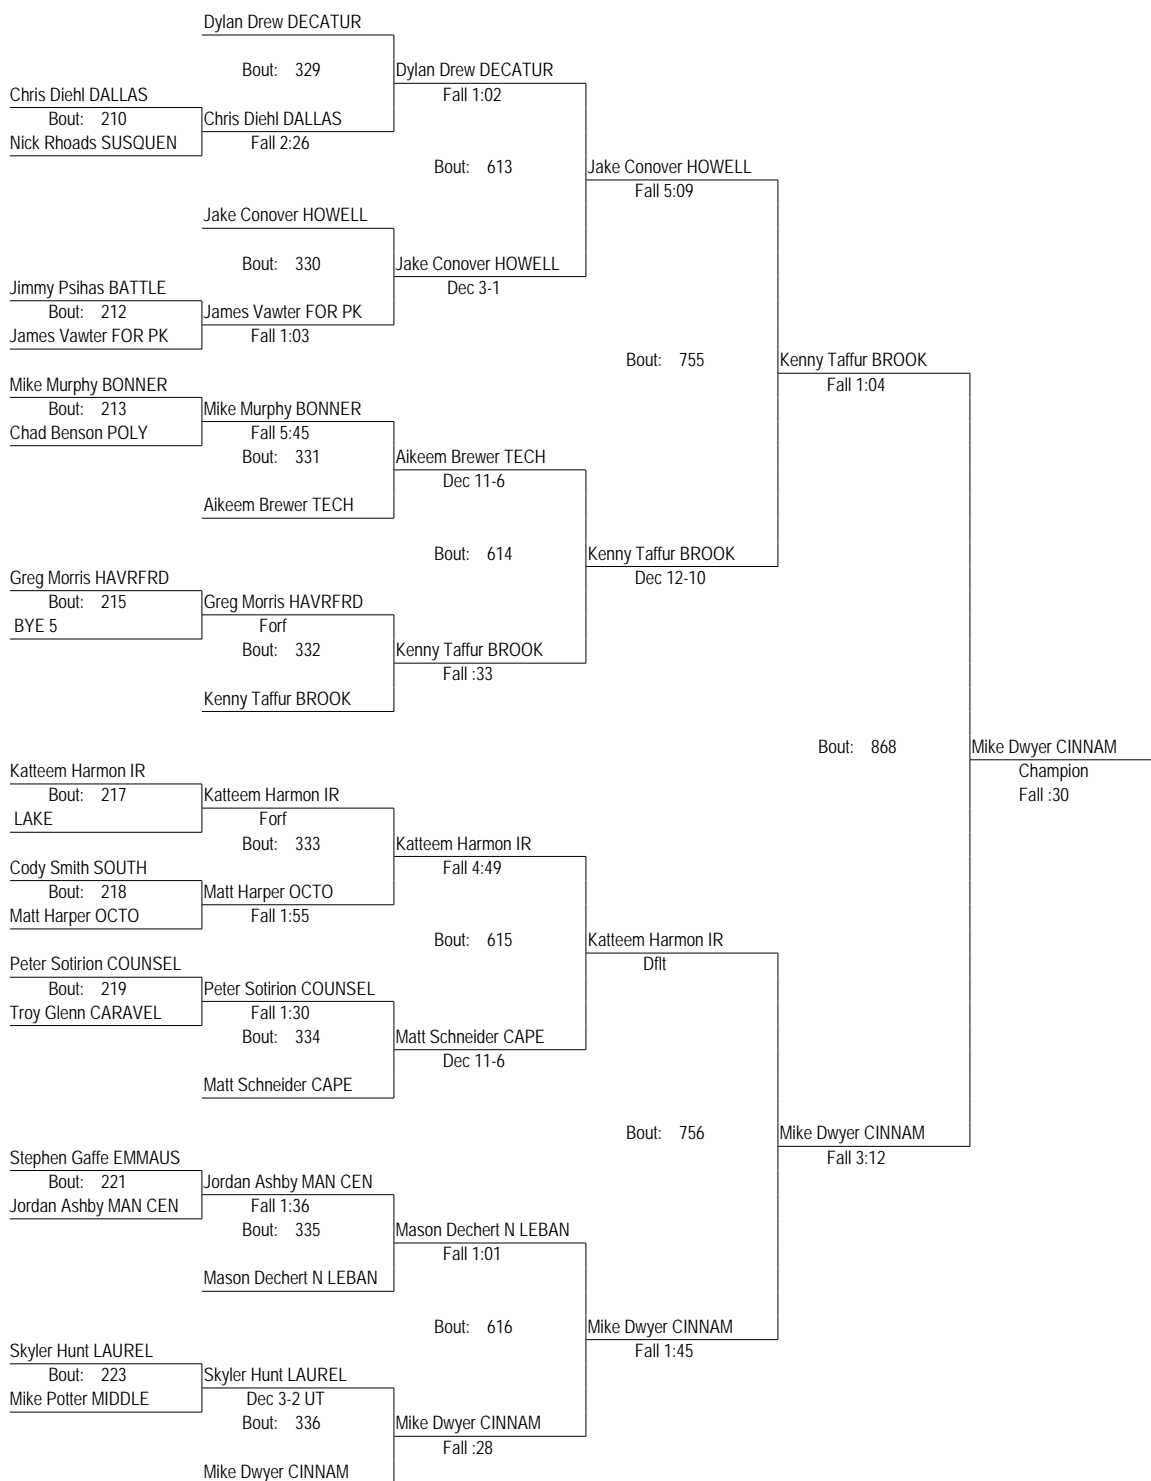 Dylan Drew DECATUR
Bout: 329
Dylan Drew DECATUR
Fall 1:02
Chris Diehl DALLAS
Bout: 210
Chris Diehl DALLAS
Nick Rhoads SUSQUEN
Fall 2:26
Bout: 613
Jake Conover HOWELL
Fall 5:09
Jake Conover HOWELL
Bout: 330
Jake Conover HOWELL
Dec 3-1
Jimmy Psihas BATTLE
Bout: 212
James Vawter FOR PK
James Vawter FOR PK
Fall 1:03
Bout: 755
Kenny Taffur BROOK
Fall 1:04
Mike Murphy BONNER
Bout: 213
Mike Murphy BONNER
Chad Benson POLY
Fall 5:45
Bout: 331
Aikeem Brewer TECH
Dec 11-6
Aikeem Brewer TECH
Bout: 614
Kenny Taffur BROOK
Dec 12-10
Greg Morris HAVRFRD
Bout: 215
Greg Morris HAVRFRD
BYE 5
Forf
Bout: 332
Kenny Taffur BROOK
Fall :33
Kenny Taffur BROOK
Bout: 868
Mike Dwyer CINNAM
Champion
Fall :30
Katteem Harmon IR
Bout: 217
Katteem Harmon IR
LAKE
Forf
Bout: 333
Katteem Harmon IR
Fall 4:49
Cody Smith SOUTH
Bout: 218
Matt Harper OCTO
Matt Harper OCTO
Fall 1:55
Bout: 615
Katteem Harmon IR
Dflt
Peter Sotirion COUNSEL
Bout: 219
Peter Sotirion COUNSEL
Troy Glenn CARAVEL
Fall 1:30
Bout: 334
Matt Schneider CAPE
Dec 11-6
Matt Schneider CAPE
Bout: 756
Mike Dwyer CINNAM
Fall 3:12
Stephen Gaffe EMMAUS
Bout: 221
Jordan Ashby MAN CEN
Jordan Ashby MAN CEN
Fall 1:36
Bout: 335
Mason Dechert N LEBAN
Fall 1:01
Mason Dechert N LEBAN
Bout: 616
Mike Dwyer CINNAM
Fall 1:45
Skyler Hunt LAUREL
Bout: 223
Skyler Hunt LAUREL
Mike Potter MIDDLE
Dec 3-2 UT
Bout: 336
Mike Dwyer CINNAM
Fall :28
Mike Dwyer CINNAM